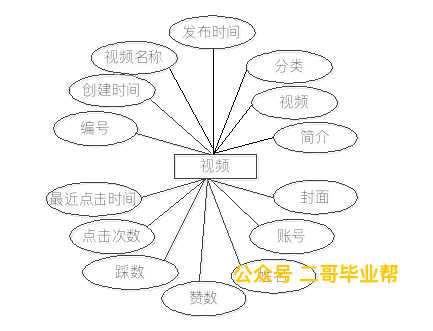 发布时间
视频名称
分类
创建时间
视频
编号
简介
视频
最近点击时间
封面
点击次数
账号
踩数
公众号 二哥毕业帮
赞数